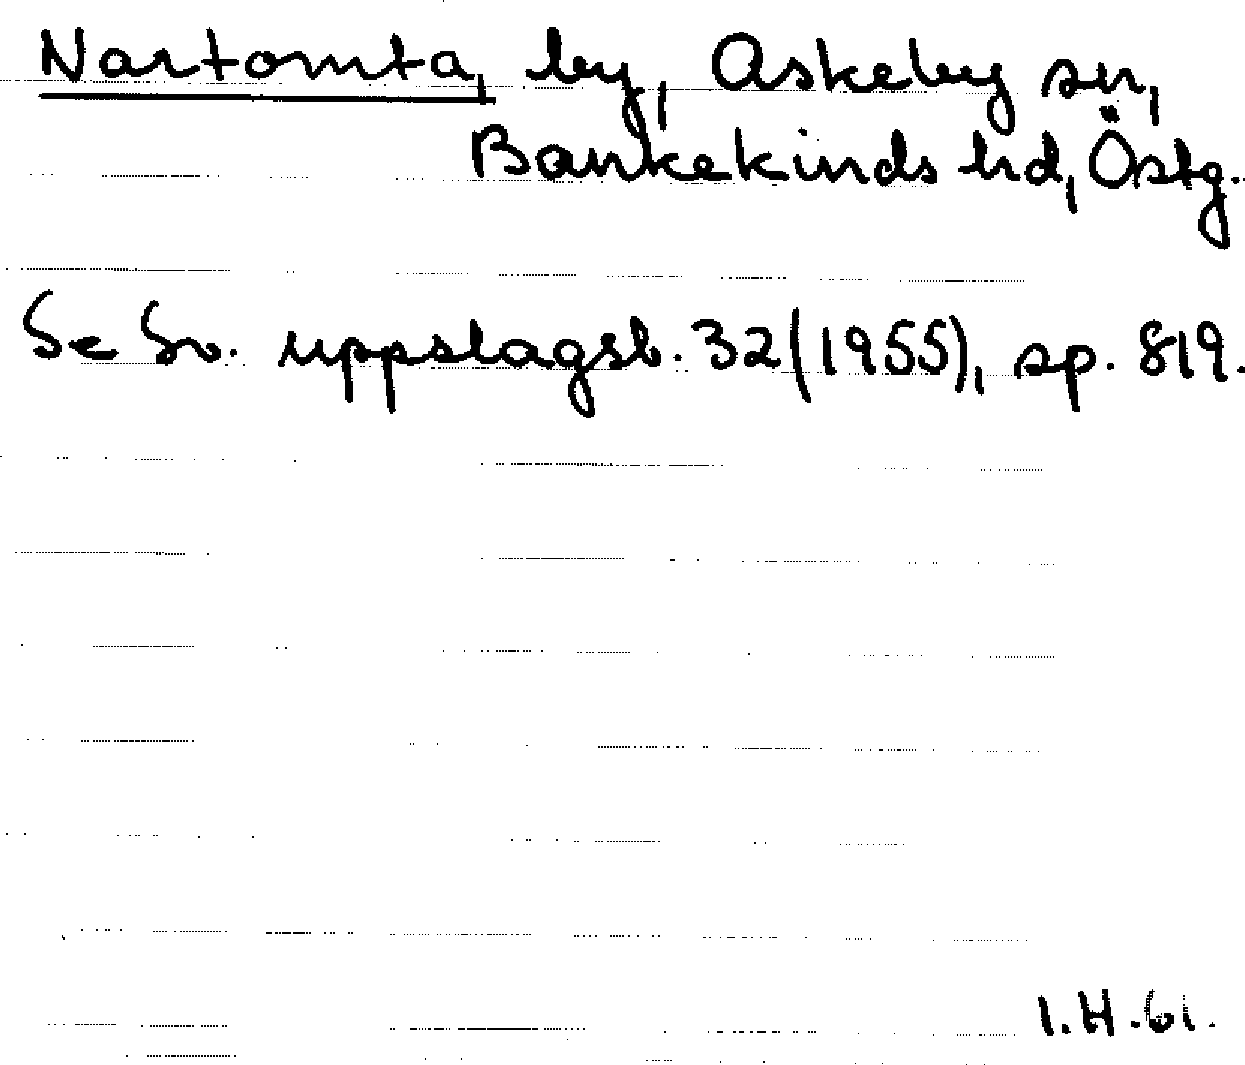 Nartomta, by, Askeby sn,
Bankekinds hd, Östg.
Se Sv. uppslagsb. 32 (1955), sp. 819.
I.H.61.